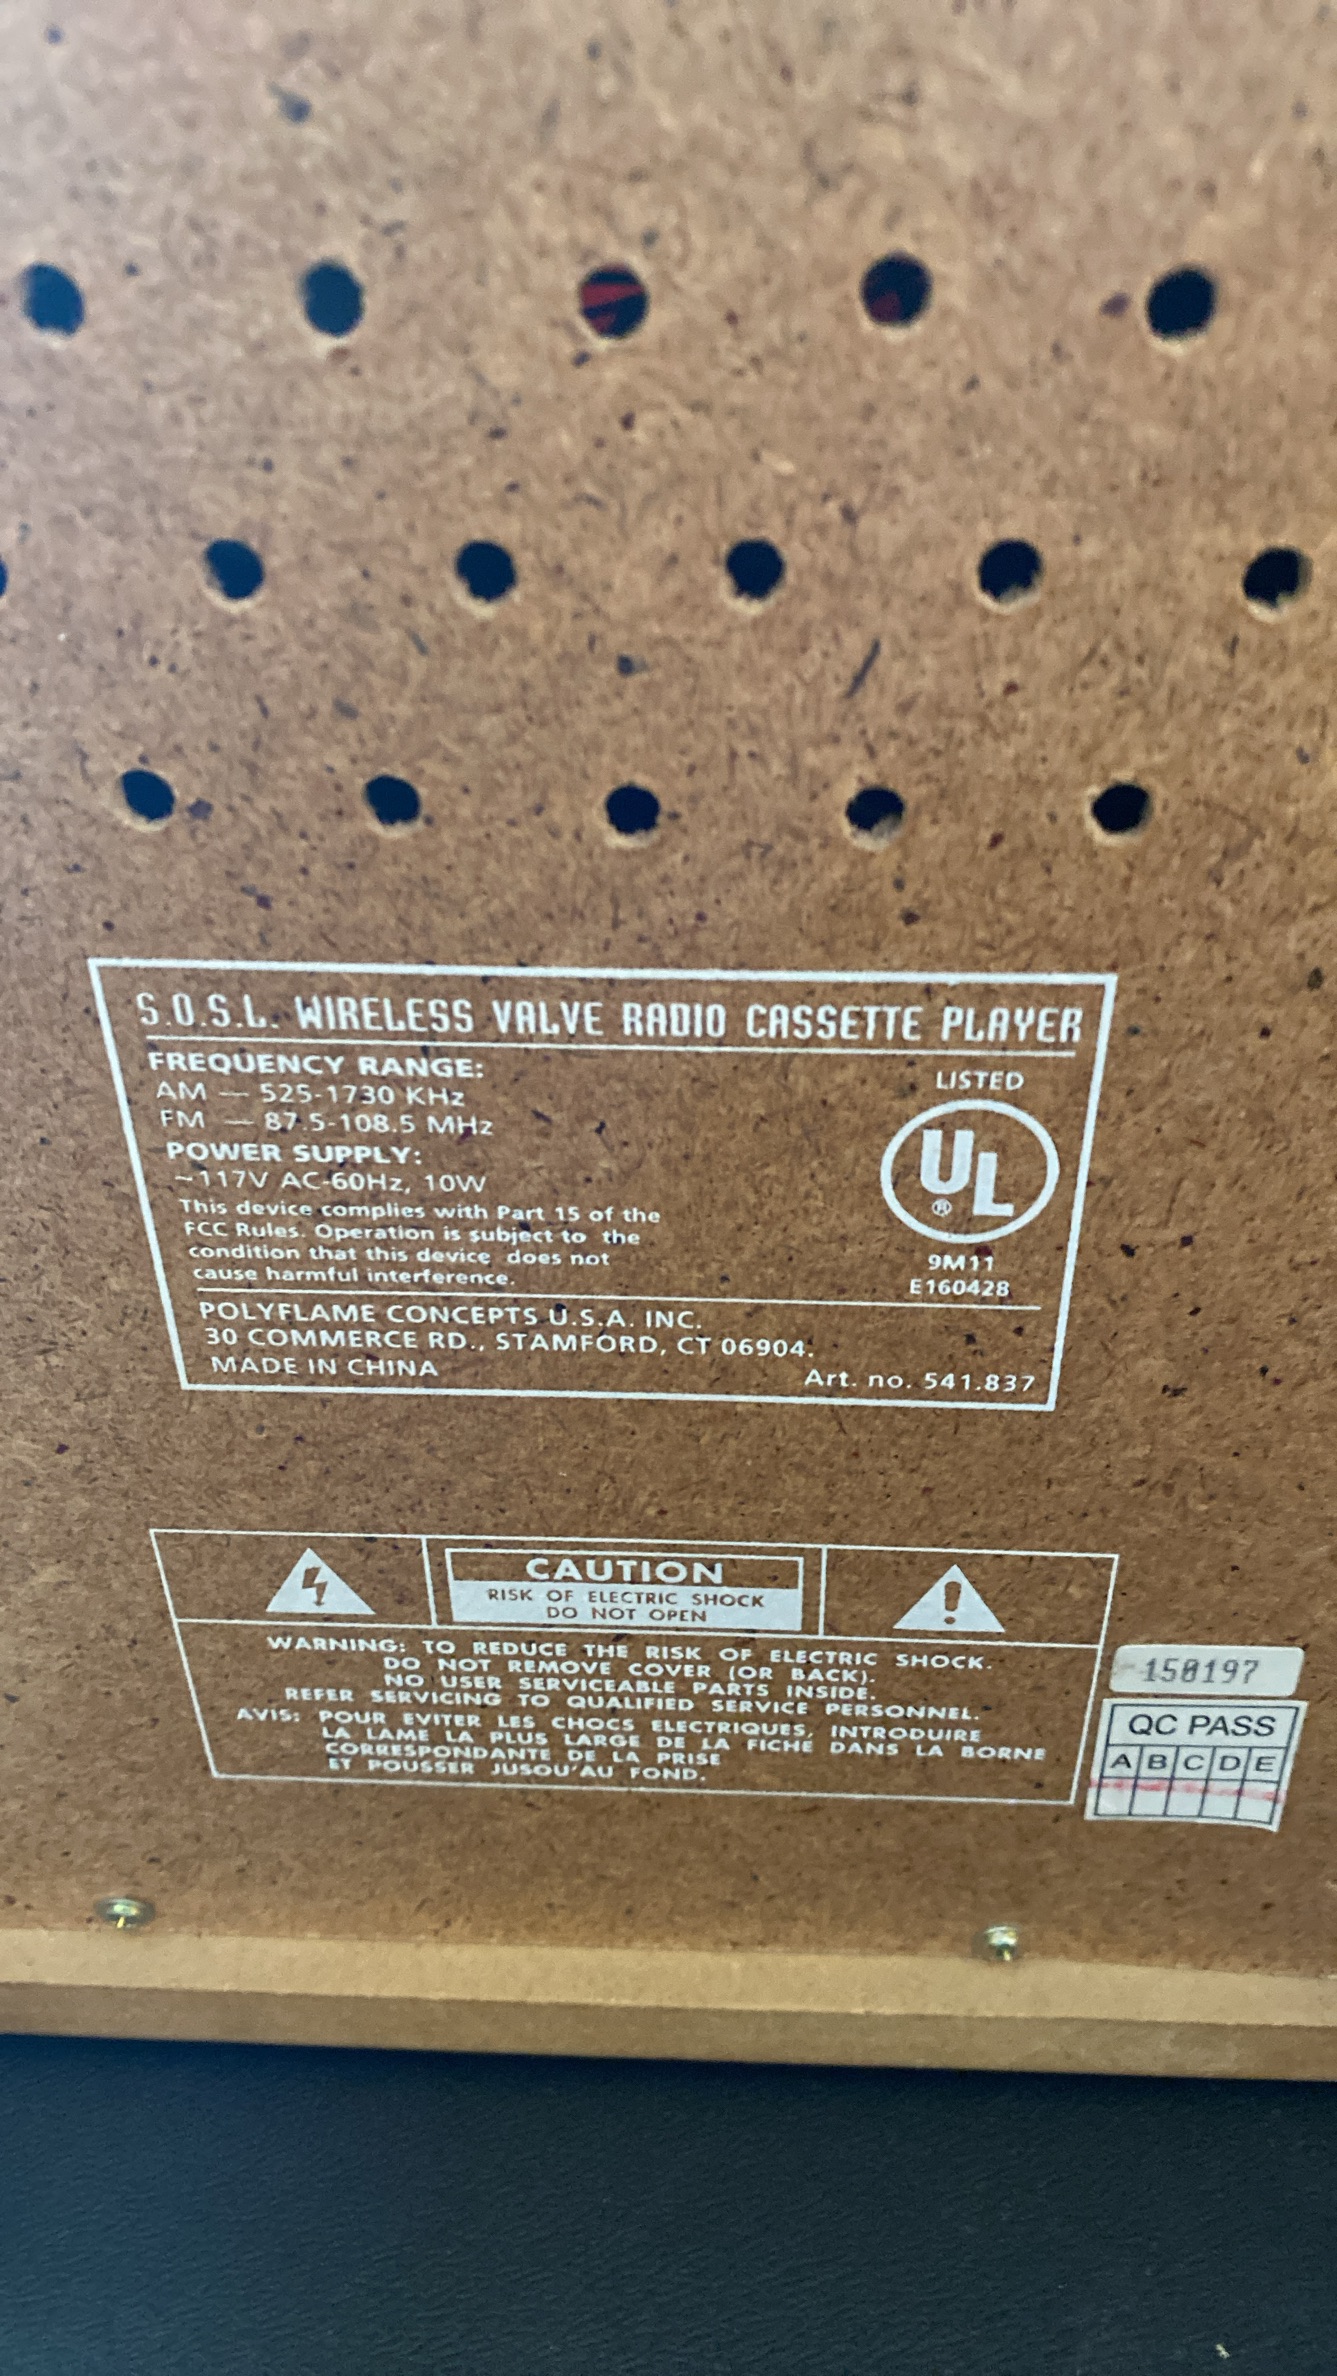 S.O.S.L. WIRELESS VALVE RADIO CASSETTE PLAYER
FREQUENCY RANGE:
AM — 525-1730 KHz
FM — 87.5-108.5 MHz
POWER SUPPLY:
~117V AC-60Hz, 10W
This device complies with Part 15 of the
FCC Rules. Operation is subject to the
condition that this device does not
cause harmful interference.
LISTED
UL
®
9M11
E160428
POLYFLAME CONCEPTS U.S.A. INC.
30 COMMERCE RD., STAMFORD, CT 06904.
MADE IN CHINA
Art. no. 541.837
CAUTION
RISK OF ELECTRIC SHOCK
DO NOT OPEN
WARNING: TO REDUCE THE RISK OF ELECTRIC SHOCK.
DO NOT REMOVE COVER (OR BACK).
NO USER SERVICEABLE PARTS INSIDE.
REFER SERVICING TO QUALIFIED SERVICE PERSONNEL.
AVIS: POUR EVITER LES CHOCS ELECTRIQUES, INTRODUIRE
LA LAME LA PLUS LARGE DE LA FICHE DANS LA BORNE
CORRESPONDANTE DE LA PRISE
ET POUSSER JUSQU'AU FOND.
150197
QC PASS
A B C D E